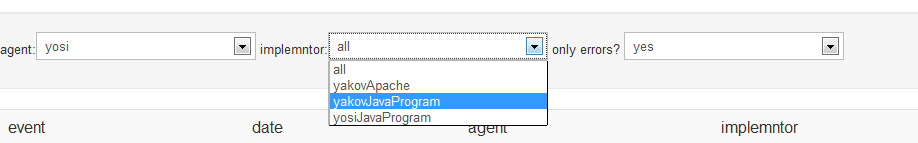 agent: yosi implemntor: all only errors? yes
all
yakovApache
yakovJavaProgram
yosiJavaProgram
event date agent implemntor